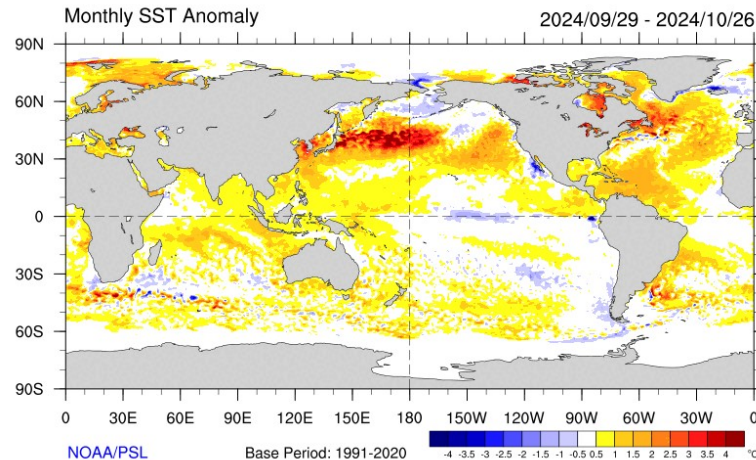 Monthly SST Anomaly
2024/09/29 - 2024/10/26
90N
60N
30N
0
30S
60S
90S
0 30E 60E 90E 120E 150E 180 150W 120W 90W 60W 30W 0
NOAA/PSL
Base Period: 1991-2020
-4 -3.5 -3 -2.5 -2 -1.5 -1 -0.5 0.5 1 1.5 2 2.5 3 3.5 4